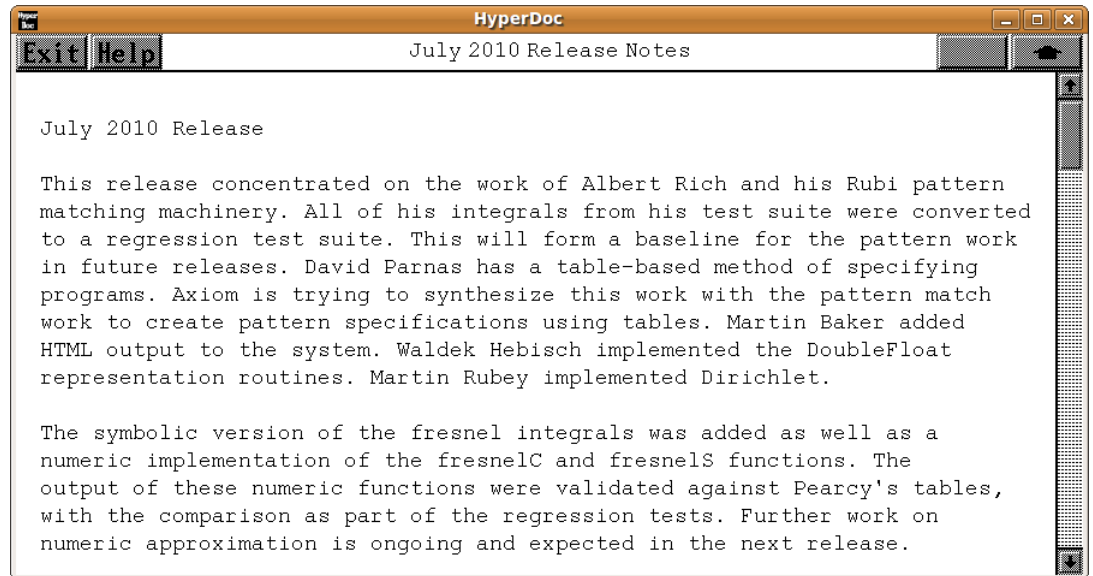 Hyper
Doc
HyperDoc
Exit Help
July 2010 Release Notes
July 2010 Release
This release concentrated on the work of Albert Rich and his Rubi pattern
matching machinery. All of his integrals from his test suite were converted
to a regression test suite. This will form a baseline for the pattern work
in future releases. David Parnas has a table-based method of specifying
programs. Axiom is trying to synthesize this work with the pattern match
work to create pattern specifications using tables. Martin Baker added
HTML output to the system. Waldek Hebisch implemented the DoubleFloat
representation routines. Martin Rubey implemented Dirichlet.
The symbolic version of the fresnel integrals was added as well as a
numeric implementation of the fresnelC and fresnelS functions. The
output of these numeric functions were validated against Pearcy's tables,
with the comparison as part of the regression tests. Further work on
numeric approximation is ongoing and expected in the next release.